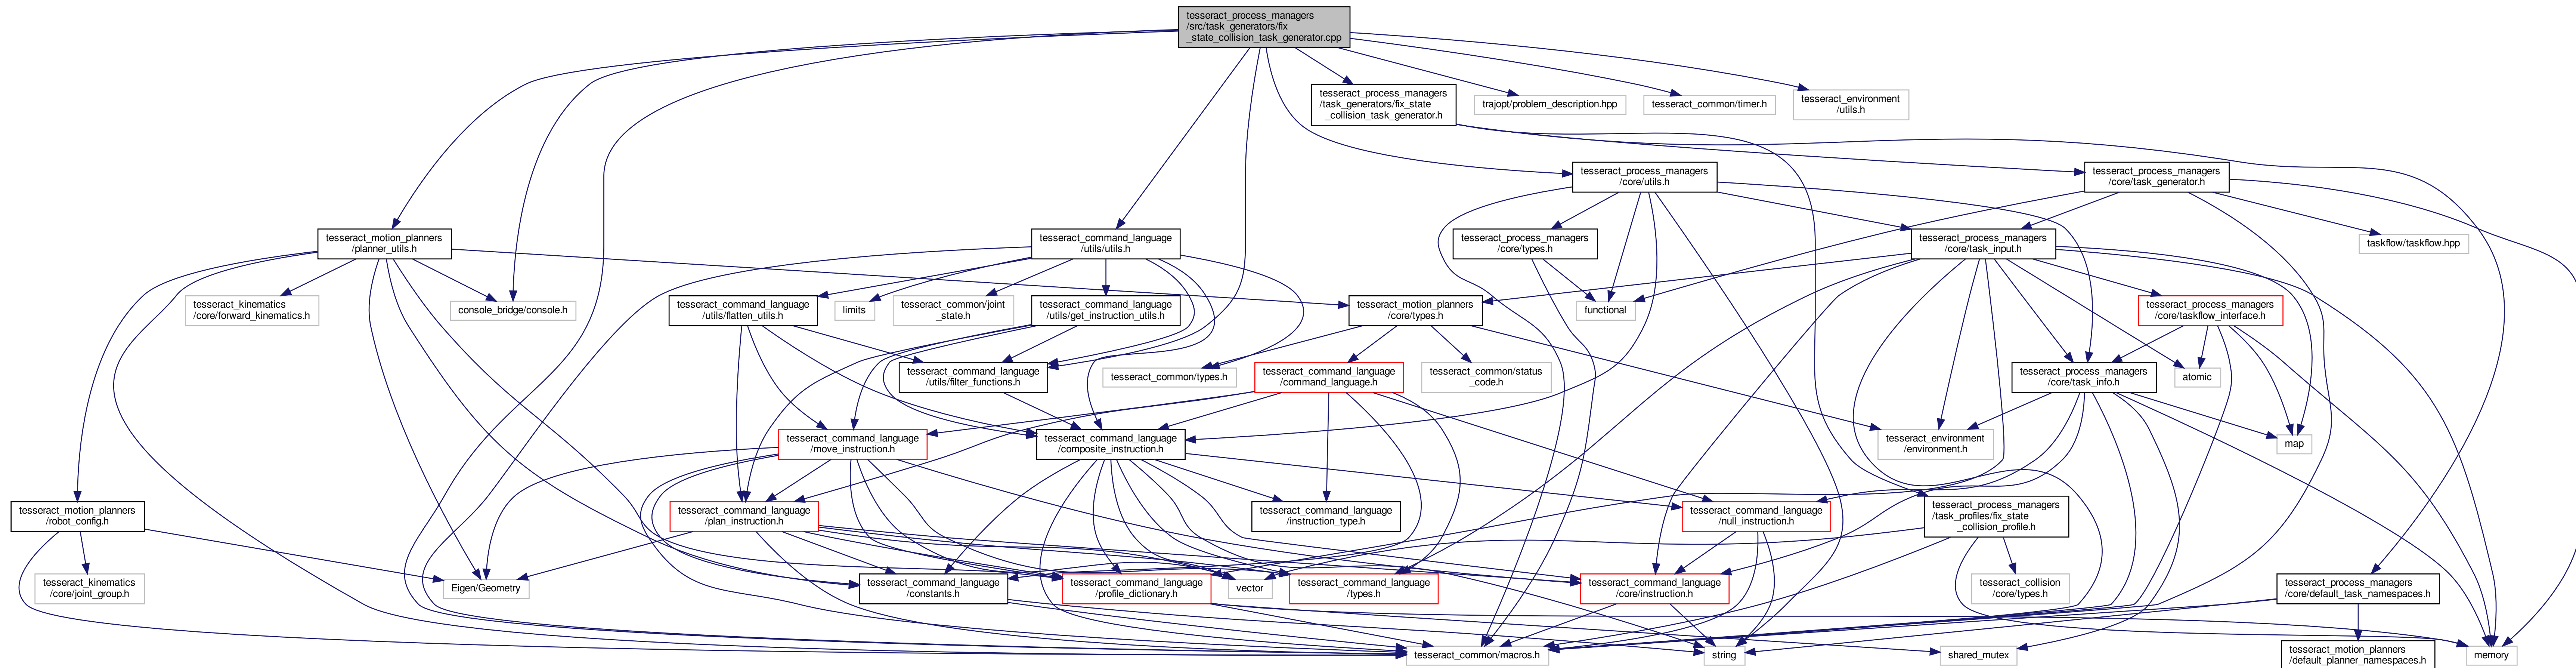 tesseract_process_managers
/src/task_generators/fix
_state_collision_task_generator.cpp
tesseract_process_managers
/task_generators/fix_state
_collision_task_generator.h
trajopt/problem_description.hpp
tesseract_common/timer.h
tesseract_environment
/utils.h
tesseract_process_managers
/core/utils.h
tesseract_process_managers
/core/task_generator.h
tesseract_motion_planners
/planner_utils.h
tesseract_command_language
/utils/utils.h
tesseract_process_managers
/core/types.h
tesseract_process_managers
/core/task_input.h
taskflow/taskflow.hpp
tesseract_kinematics
/core/forward_kinematics.h
console_bridge/console.h
tesseract_command_language
/utils/flatten_utils.h
limits
tesseract_common/joint
_state.h
tesseract_command_language
/utils/get_instruction_utils.h
tesseract_motion_planners
/core/types.h
functional
tesseract_process_managers
/core/taskflow_interface.h
tesseract_command_language
/utils/filter_functions.h
tesseract_common/types.h
tesseract_command_language
/command_language.h
tesseract_common/status
_code.h
tesseract_process_managers
/core/task_info.h
atomic
tesseract_command_language
/move_instruction.h
tesseract_command_language
/composite_instruction.h
tesseract_environment
/environment.h
map
tesseract_motion_planners
/robot_config.h
tesseract_command_language
/plan_instruction.h
tesseract_command_language
/instruction_type.h
tesseract_command_language
/null_instruction.h
tesseract_process_managers
/task_profiles/fix_state
_collision_profile.h
tesseract_kinematics
/core/joint_group.h
Eigen/Geometry
tesseract_command_language
/constants.h
tesseract_command_language
/profile_dictionary.h
vector
tesseract_command_language
/types.h
tesseract_command_language
/core/instruction.h
tesseract_collision
/core/types.h
tesseract_process_managers
/core/default_task_namespaces.h
tesseract_common/macros.h
string
shared_mutex
tesseract_motion_planners
/default_planner_namespaces.h
memory